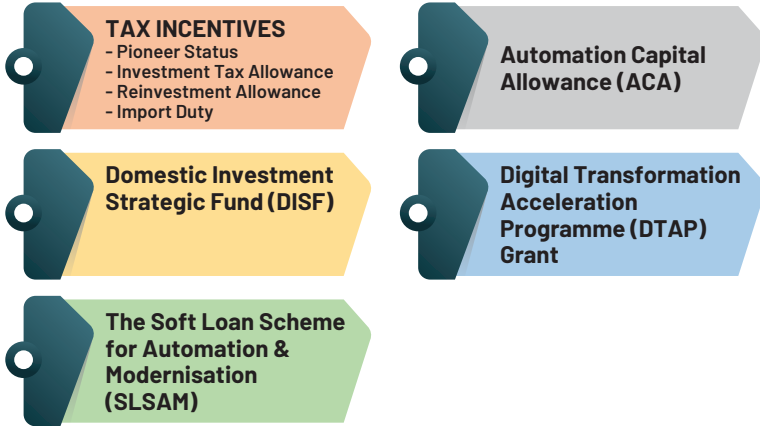 TAX INCENTIVES
- Pioneer Status
- Investment Tax Allowance
- Reinvestment Allowance
- Import Duty
Automation Capital
Allowance (ACA)
Domestic Investment
Strategic Fund (DISF)
Digital Transformation
Acceleration
Programme (DTAP)
Grant
The Soft Loan Scheme
for Automation &
Modernisation
(SLSAM)